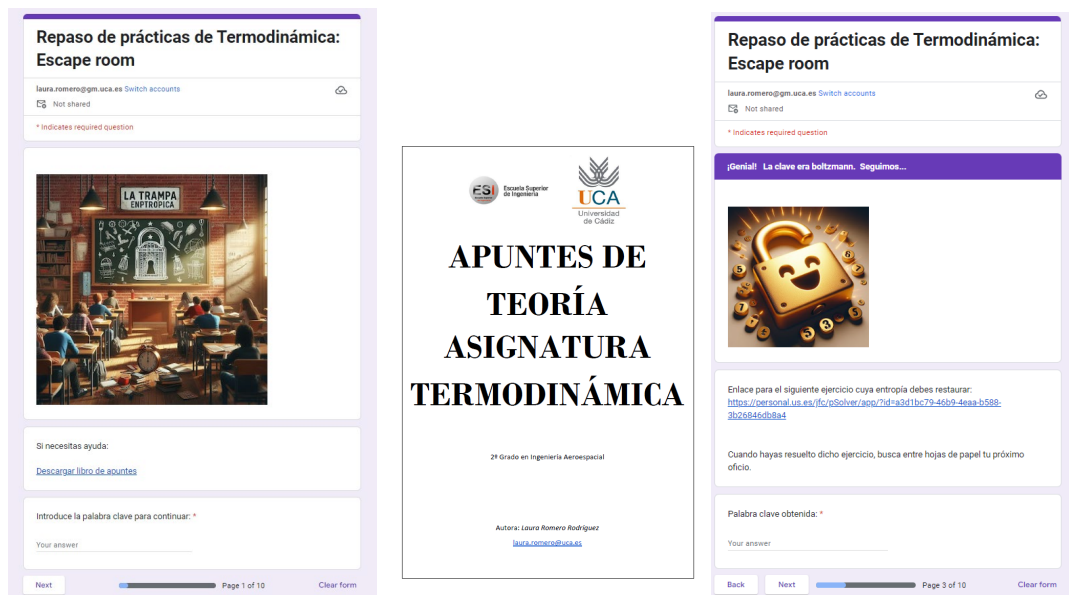 Repaso de prácticas de Termodinámica:
Escape room
laura.romero@gm.uca.es Switch accounts
Not shared
* Indicates required question
LA TRAMPA
ENTPTROPICA
Si necesitas ayuda:
Descargar libro de apuntes
Introduce la palabra clave para continuar: *
Your answer
Next
Page 1 of 10
Clear form
ESI
Escuela Superior
de Ingeniería
UCA
Universidad
de Cádiz
APUNTES DE
TEORÍA
ASIGNATURA
TERMODINÁMICA
2º Grado en Ingeniería Aeroespacial
Autora: Laura Romero Rodríguez
laura.romero@uca.es
Repaso de prácticas de Termodinámica:
Escape room
laura.romero@gm.uca.es Switch accounts
Not shared
* Indicates required question
¡Genial! La clave era boltzmann. Seguimos...
Enlace para el siguiente ejercicio cuya entropía debes restaurar:
https://personal.us.es/jfc/pSolver/app/?id=a3d1bc79-46b9-4eaa-b588-
3b26846db8a4
Cuando hayas resuelto dicho ejercicio, busca entre hojas de papel tu próximo
oficio.
Palabra clave obtenida: *
Your answer
Back
Next
Page 3 of 10
Clear form